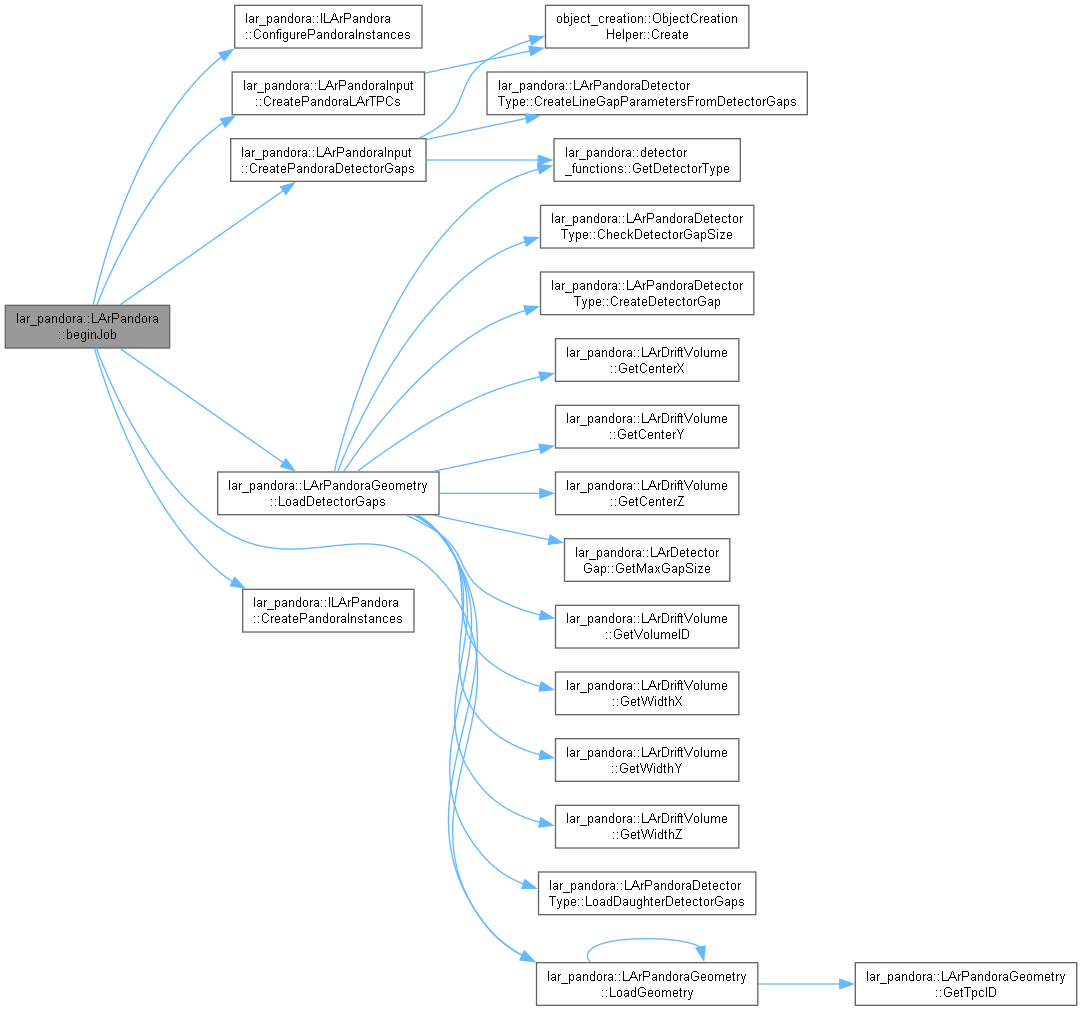 lar_pandora::ILArPandora
::ConfigurePandoraInstances
object_creation::ObjectCreation
Helper::Create
lar_pandora::LArPandoraInput
::CreatePandoraLArTPCs
lar_pandora::LArPandoraDetector
Type::CreateLineGapParametersFromDetectorGaps
lar_pandora::LArPandoraInput
::CreatePandoraDetectorGaps
lar_pandora::detector
_functions::GetDetectorType
lar_pandora::LArPandoraDetector
Type::CheckDetectorGapSize
lar_pandora::LArPandoraDetector
Type::CreateDetectorGap
lar_pandora::LArPandora
::beginJob
lar_pandora::LArDriftVolume
::GetCenterX
lar_pandora::LArDriftVolume
::GetCenterY
lar_pandora::LArPandoraGeometry
::LoadDetectorGaps
lar_pandora::LArDriftVolume
::GetCenterZ
lar_pandora::LArDetector
Gap::GetMaxGapSize
lar_pandora::ILArPandora
::CreatePandoraInstances
lar_pandora::LArDriftVolume
::GetVolumeID
lar_pandora::LArDriftVolume
::GetWidthX
lar_pandora::LArDriftVolume
::GetWidthY
lar_pandora::LArDriftVolume
::GetWidthZ
lar_pandora::LArPandoraDetector
Type::LoadDaughterDetectorGaps
lar_pandora::LArPandoraGeometry
::LoadGeometry
lar_pandora::LArPandoraGeometry
::GetTpcID